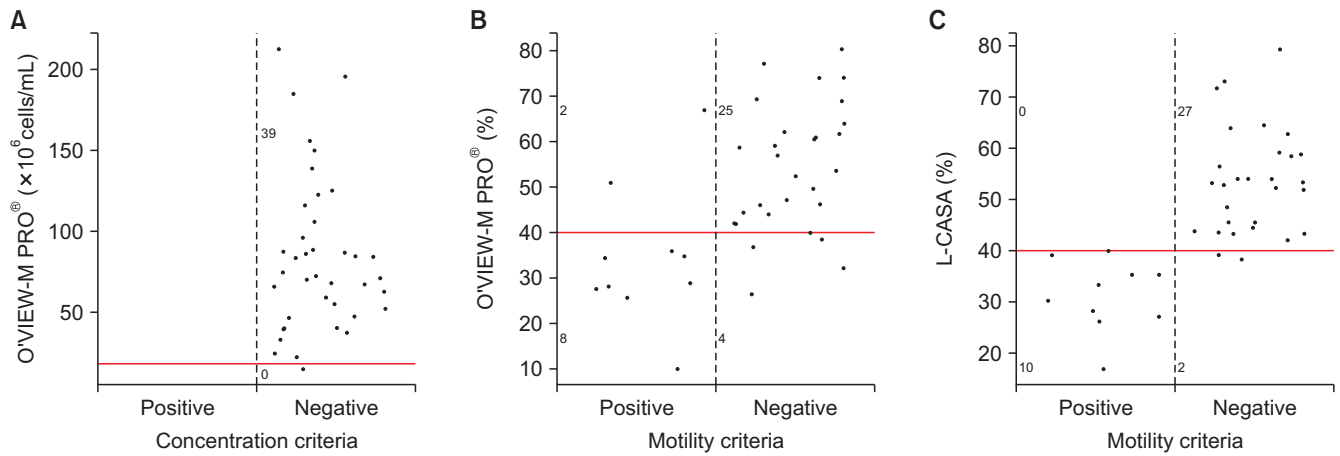 A
O'VIEW-M PRO® (×10⁶cells/mL)
200
150
100
50
39
0
Positive
Negative
Concentration criteria
B
O'VIEW-M PRO® (%)
80
70
60
50
40
30
20
10
2
25
8
4
Positive
Negative
Motility criteria
C
L-CASA (%)
80
70
60
50
40
30
20
0
27
10
2
Positive
Negative
Motility criteria